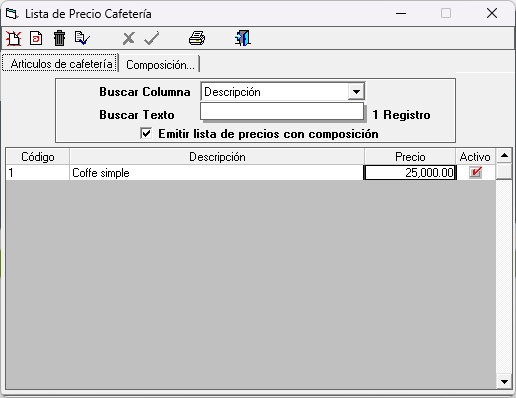 Lista de Precio Cafetería
Articulos de cafetería Composición...
Buscar Columna Descripción
Buscar Texto 1 Registro
Emitir lista de precios con composición
Código Descripción Precio Activo
1 Coffe simple 25,000.00